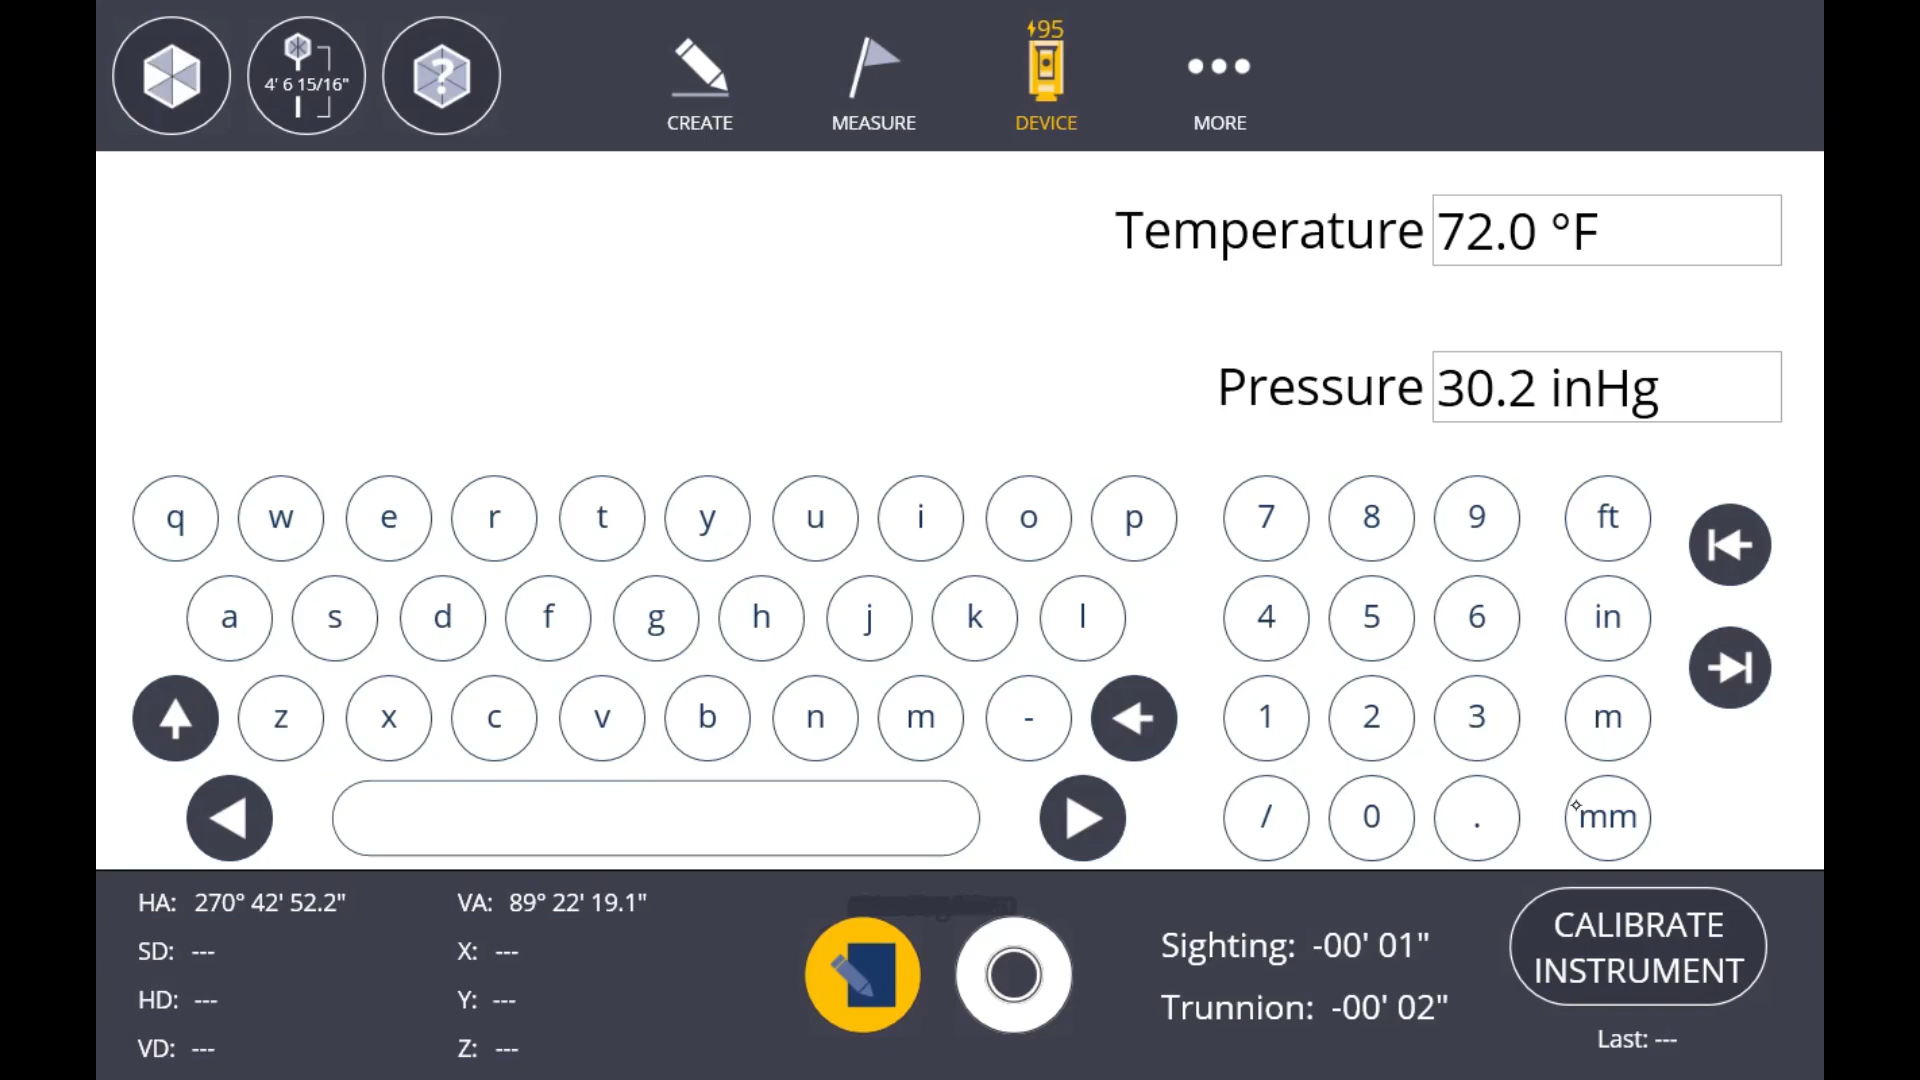 4' 6 15/16"
?
CREATE
MEASURE
95
DEVICE
MORE
Temperature 72.0 °F
Pressure 30.2 inHg
q w e r t y u i o p 7 8 9 ft
a s d f g h j k l 4 5 6 in
z x c v b n m - 1 2 3 m
/ 0 . mm
HA: 270° 42' 52.2" VA: 89° 22' 19.1"
SD: --- X: ---
HD: --- Y: ---
VD: --- Z: ---
Sighting: -00' 01"
Trunnion: -00' 02"
CALIBRATE
INSTRUMENT
Last: ---